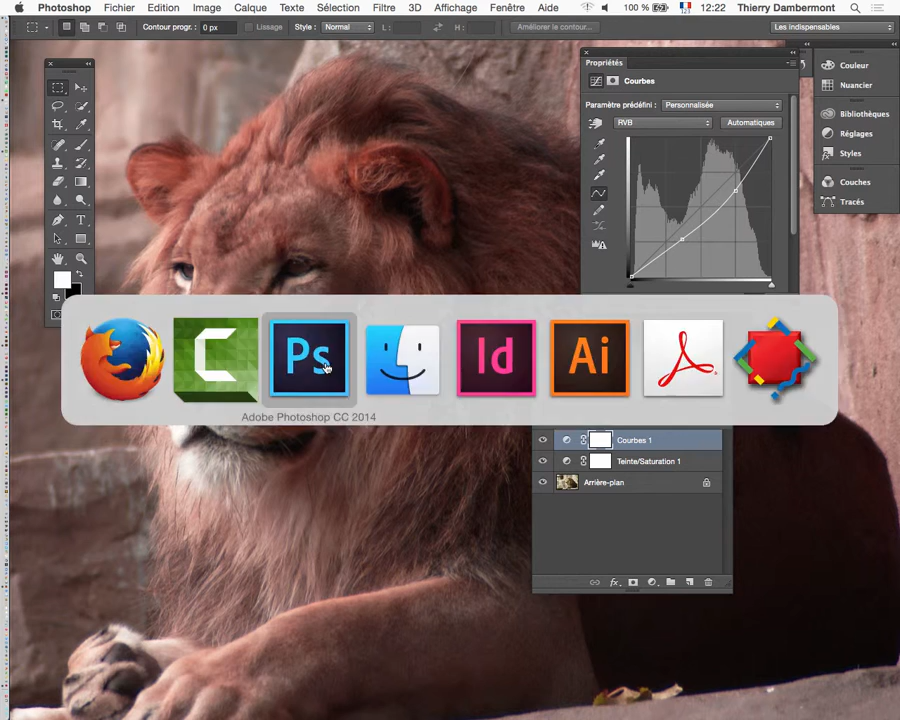 Photoshop Fichier Edition Image Calque Texte Sélection Filtre 3D Affichage Fenêtre Aide 100 % 12:22 Thierry Dambermont
Contour progr. : 0 px Lissage Style : Normal L : H : Améliorer le contour... Les indispensables
Propriétés
Courbes
Paramètre prédéfini : Personnalisée
RVB Automatiques
Couleur
Nuancier
Bibliothèques
Réglages
Styles
Couches
Tracés
Ps Id Ai
Adobe Photoshop CC 2014
Courbes 1
Teinte/Saturation 1
Arrière-plan
fx